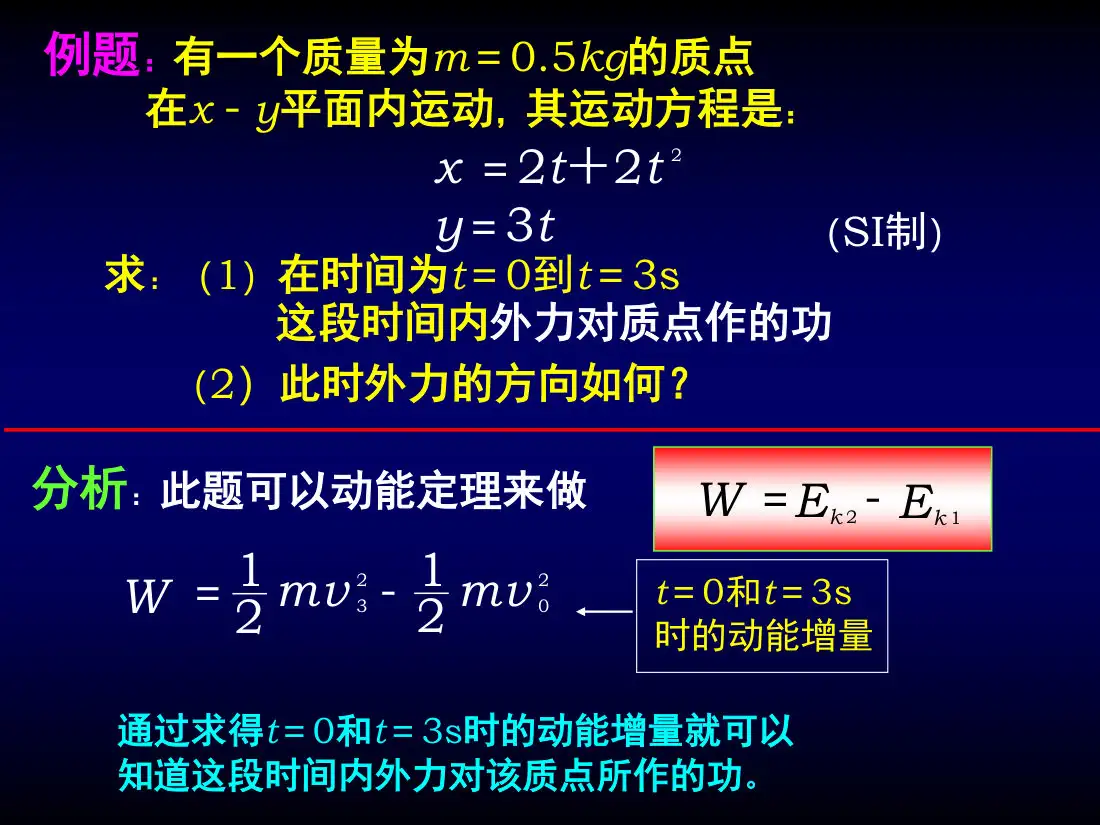 例题：有一个质量为m=0.5kg的质点
在x-y平面内运动，其运动方程是：
x=2t+2t²
y=3t （SI制）
求：（1）在时间为t=0到t=3s
这段时间内外力对质点作的功
（2）此时外力的方向如何？
分析：此题可以动能定理来做
W=Eₖ₂-Eₖ₁
W=1/2mv₃²-1/2mv₀²
t=0和t=3s
时的动能增量
通过求得t=0和t=3s时的动能增量就可以
知道这段时间内外力对该质点所作的功。